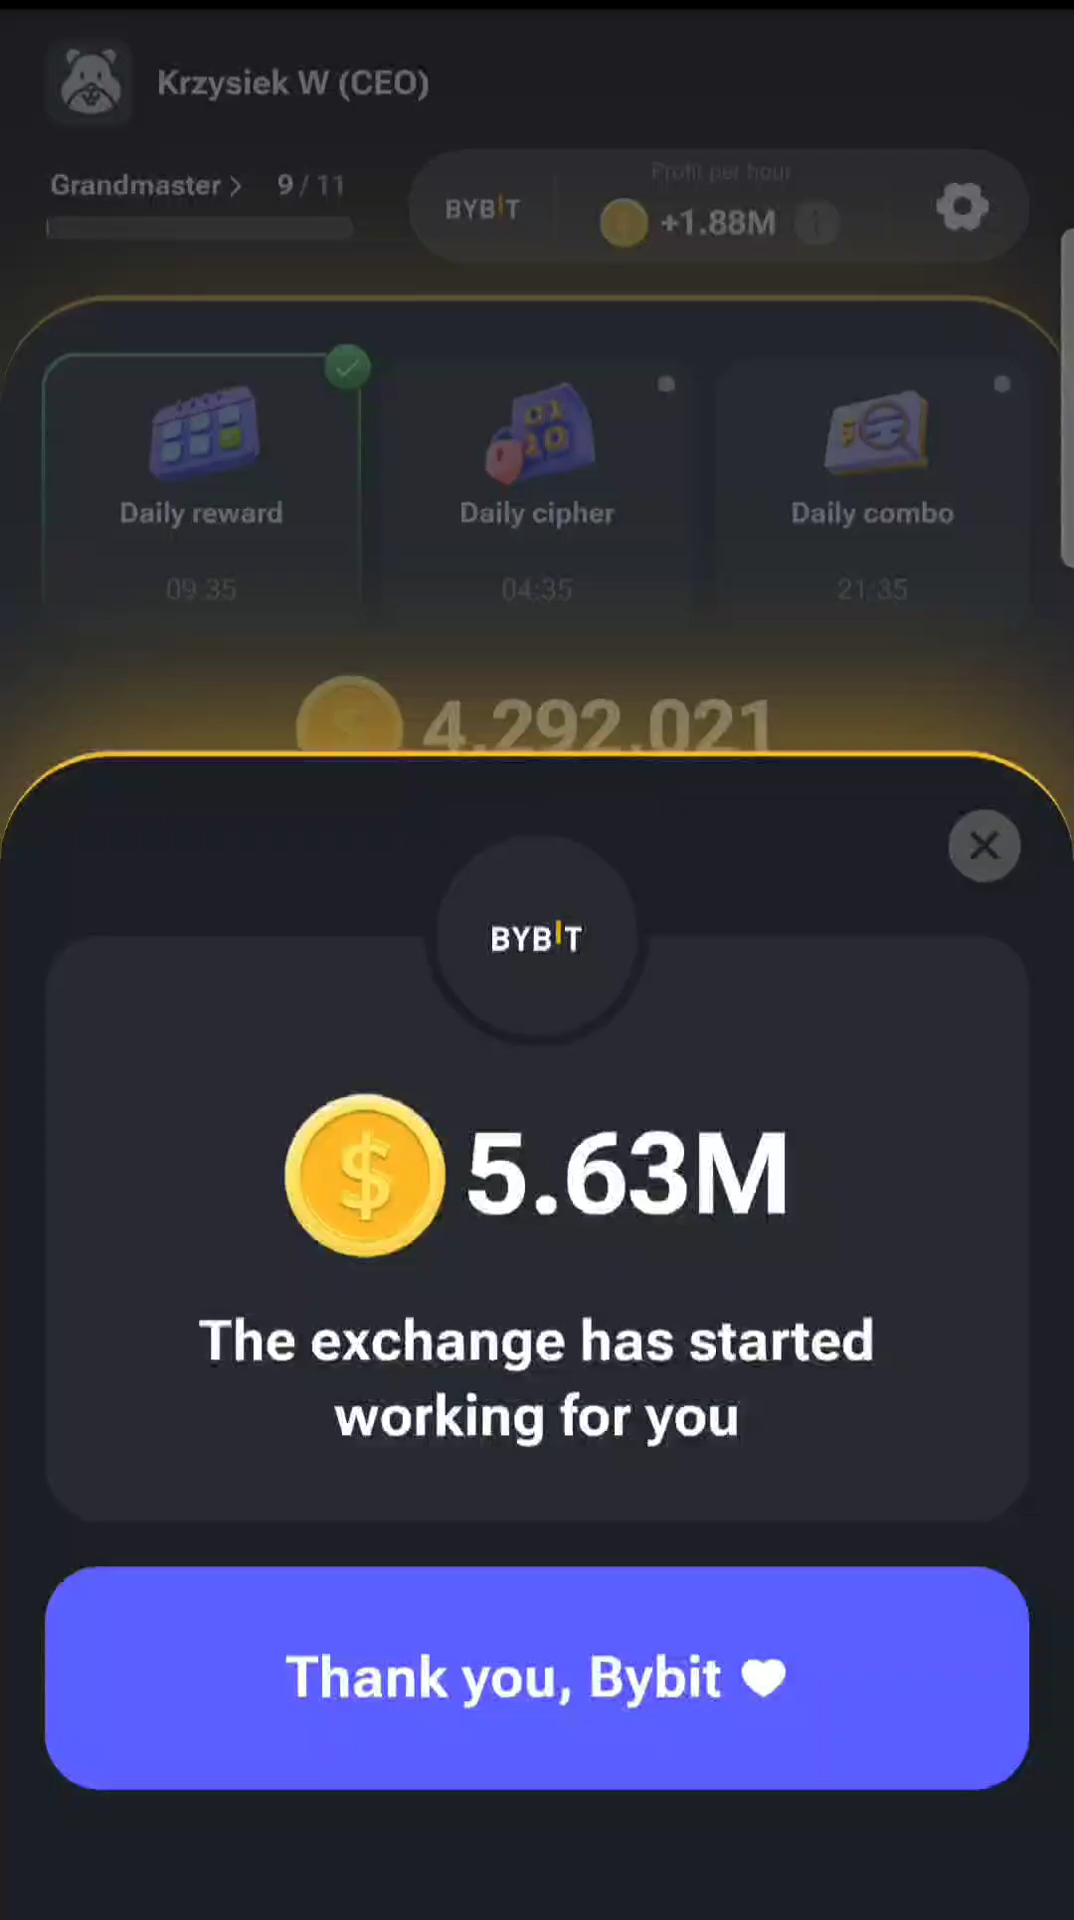 Krzysiek W (CEO)
Grandmaster > 9 / 11
Profit per hour
BYBIT
+1.88M
Daily reward
Daily cipher
Daily combo
09:35
04:35
21:35
4,292,021
BYBIT
$ 5.63M
The exchange has started
working for you
Thank you, Bybit